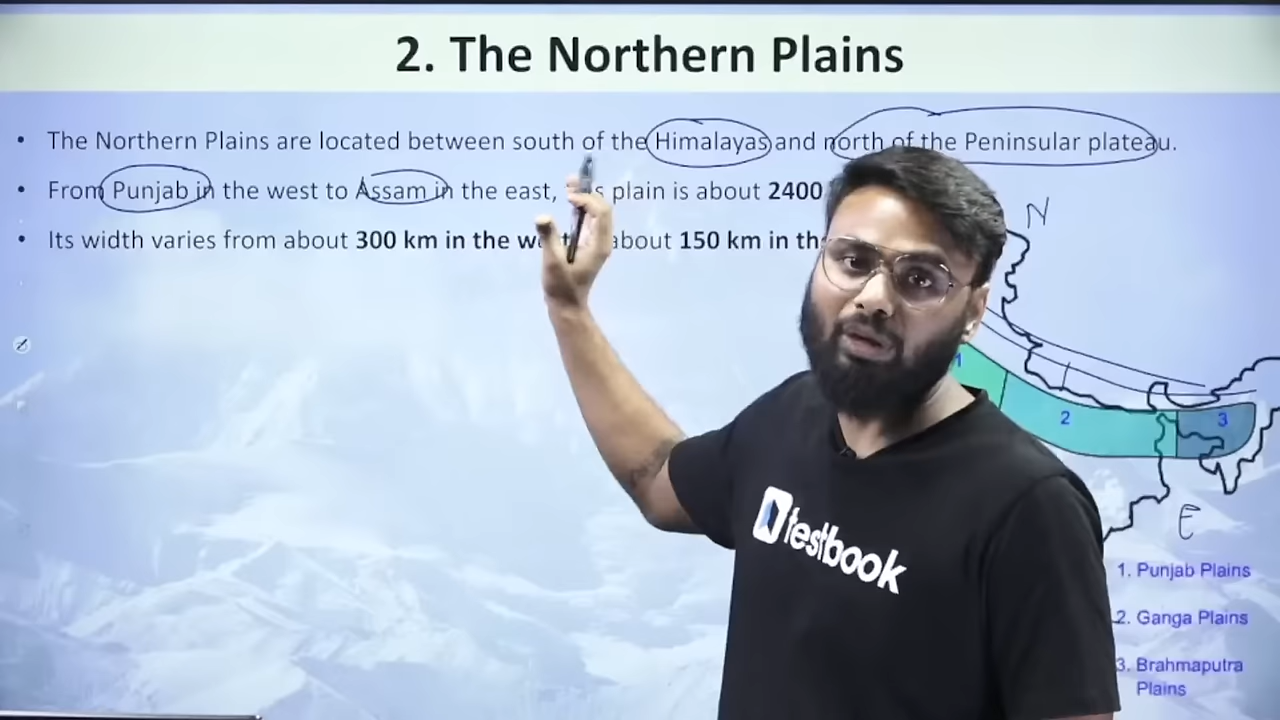 2. The Northern Plains
• The Northern Plains are located between south of the Himalayas and north of the Peninsular plateau.
• From Punjab in the west to Assam in the east, plain is about 2400
• Its width varies from about 300 km in the about 150 km in
N
1
2
3
E
testbook
1. Punjab Plains
2. Ganga Plains
3. Brahmaputra
Plains